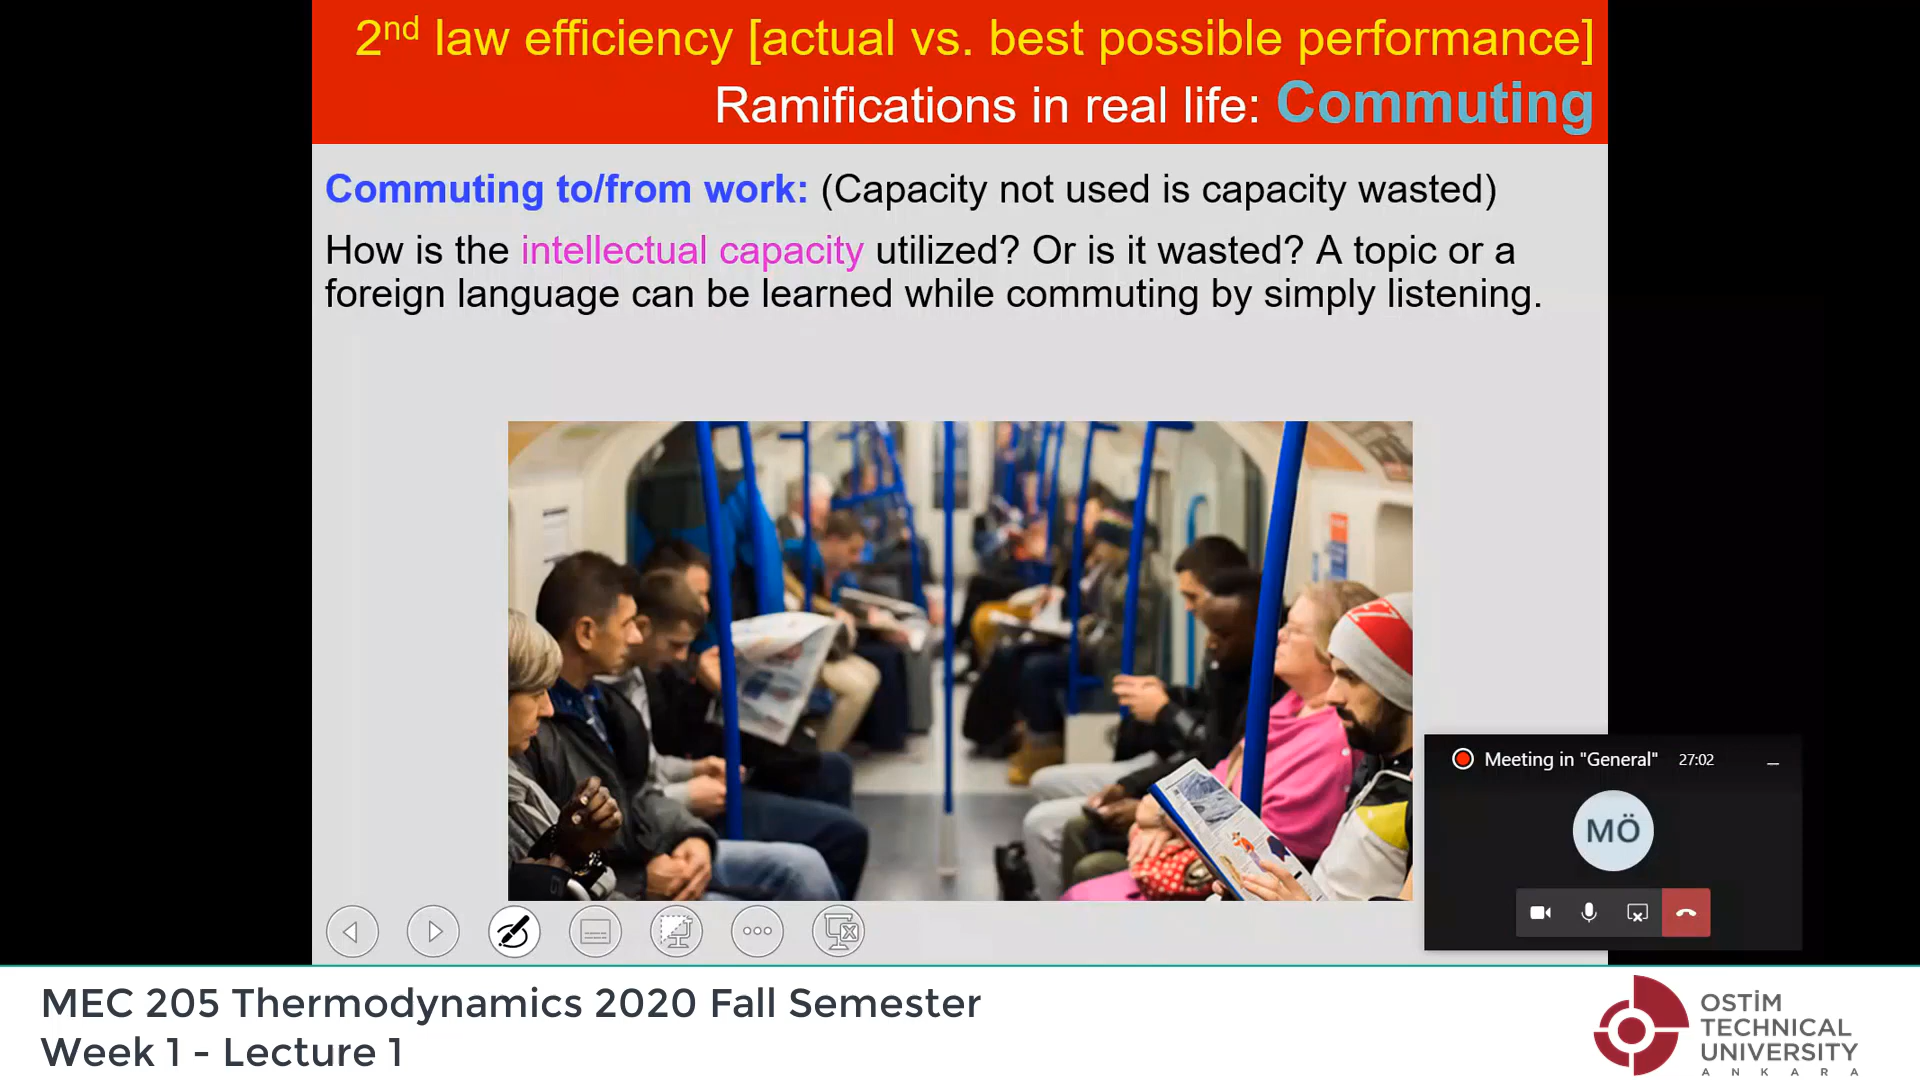 2nd law efficiency [actual vs. best possible performance]
Ramifications in real life: Commuting
Commuting to/from work: (Capacity not used is capacity wasted)
How is the intellectual capacity utilized? Or is it wasted? A topic or a
foreign language can be learned while commuting by simply listening.
Meeting in "General" 27:02
MÖ
MEC 205 Thermodynamics 2020 Fall Semester
Week 1 - Lecture 1
OSTİM
TECHNICAL
UNIVERSITY
ANKARA